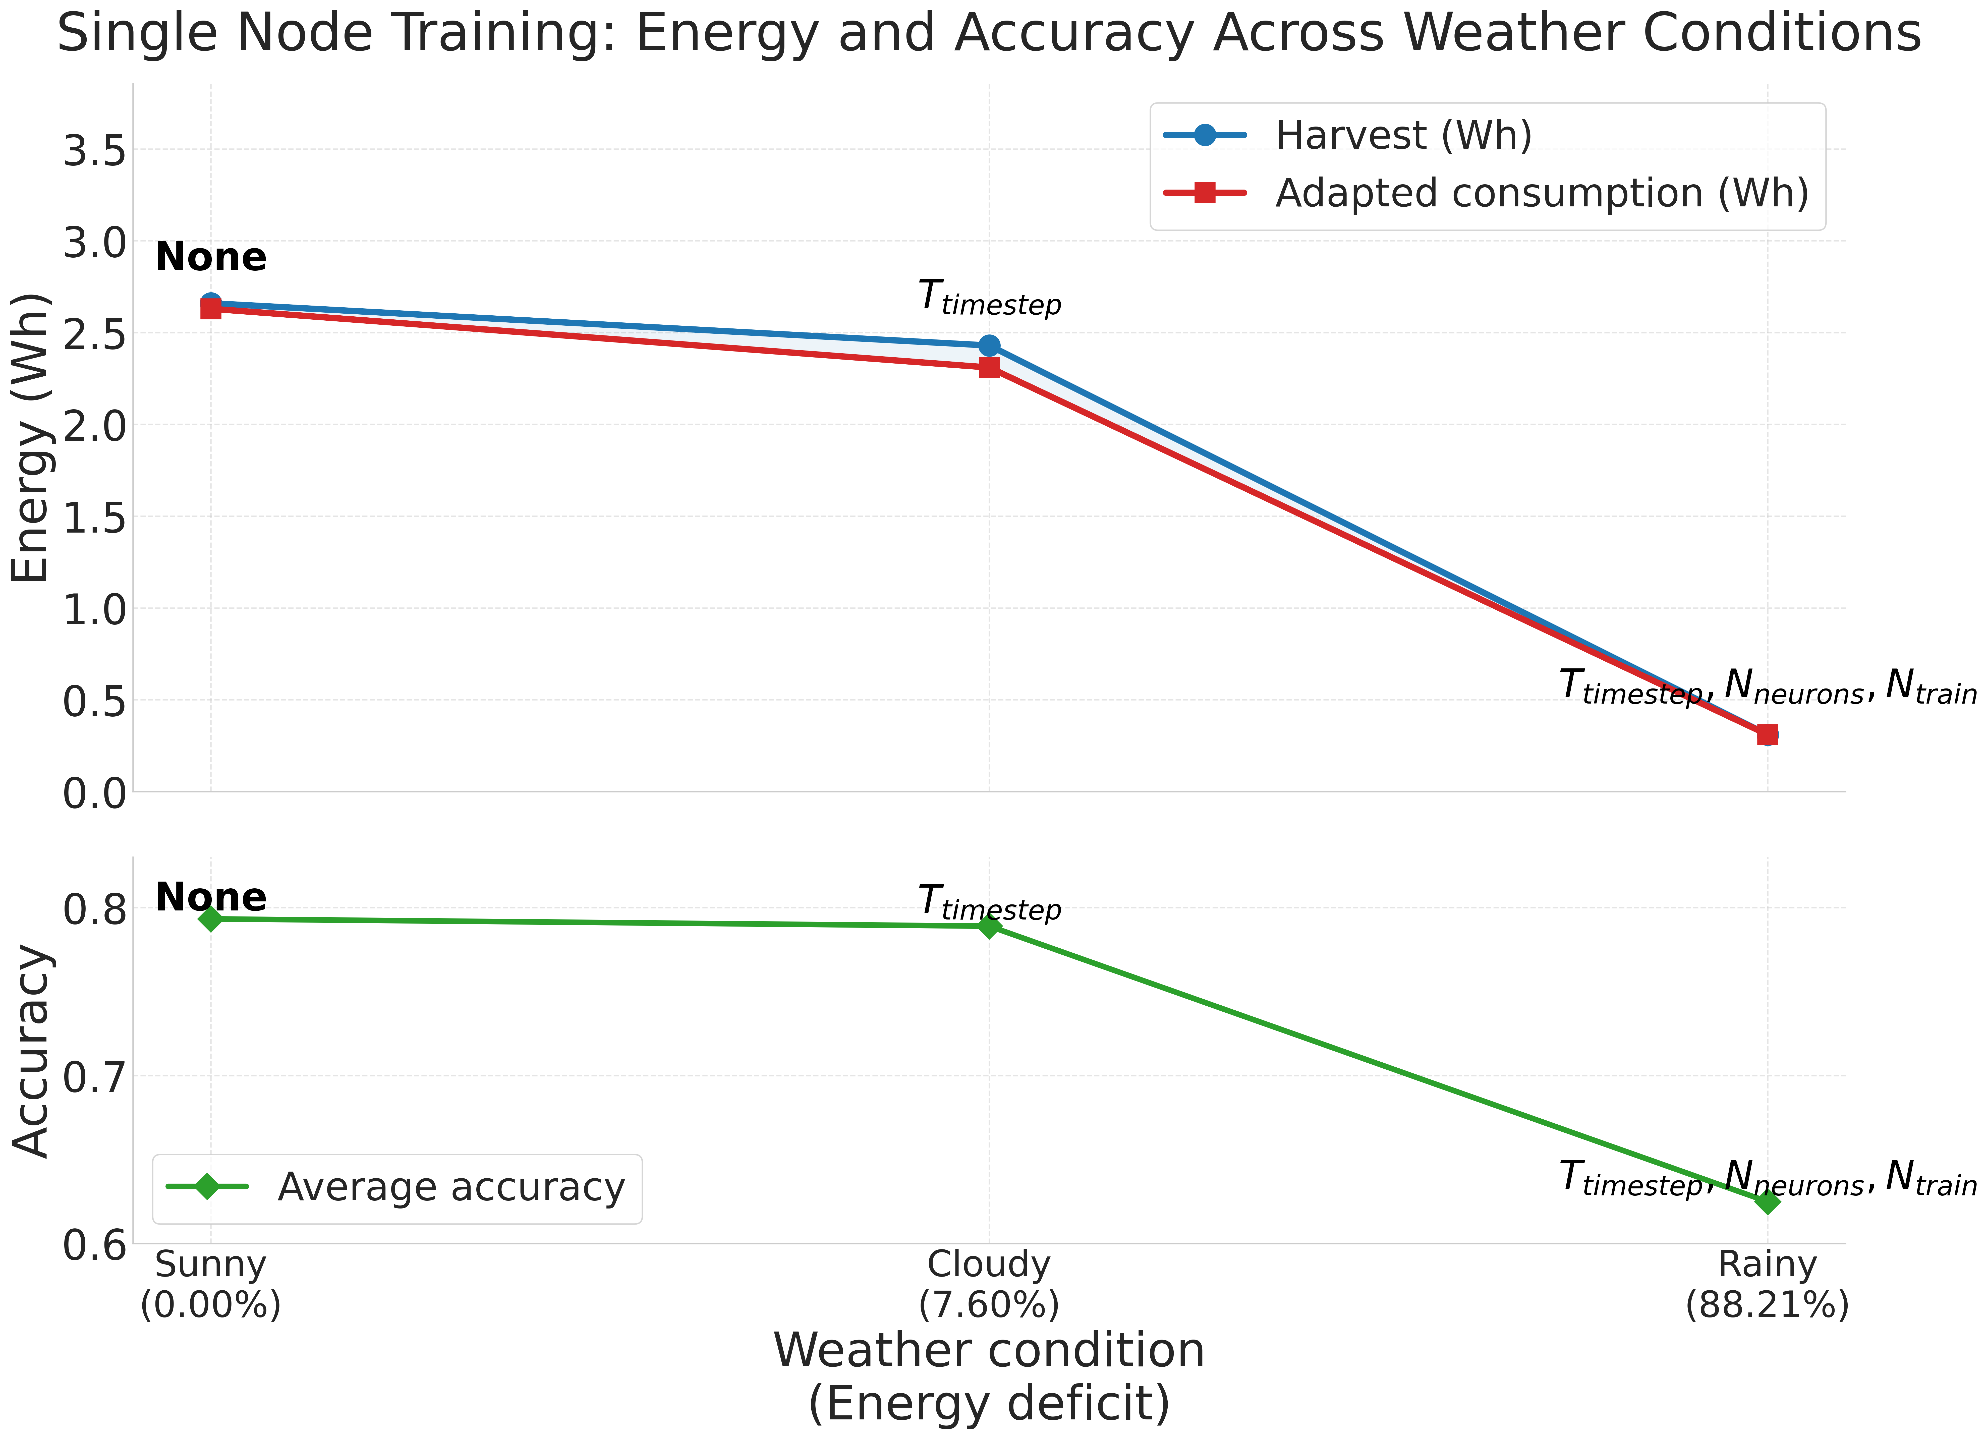 Single Node Training: Energy and Accuracy Across Weather Conditions
Harvest (Wh)
Adapted consumption (Wh)
Energy (Wh)
3.5
3.0
2.5
2.0
1.5
1.0
0.5
0.0
None
T_timestep
T_timestep, N_neurons, N_train
Accuracy
0.8
0.7
0.6
None
T_timestep
T_timestep, N_neurons, N_train
Average accuracy
Sunny
(0.00%)
Cloudy
(7.60%)
Rainy
(88.21%)
Weather condition
(Energy deficit)